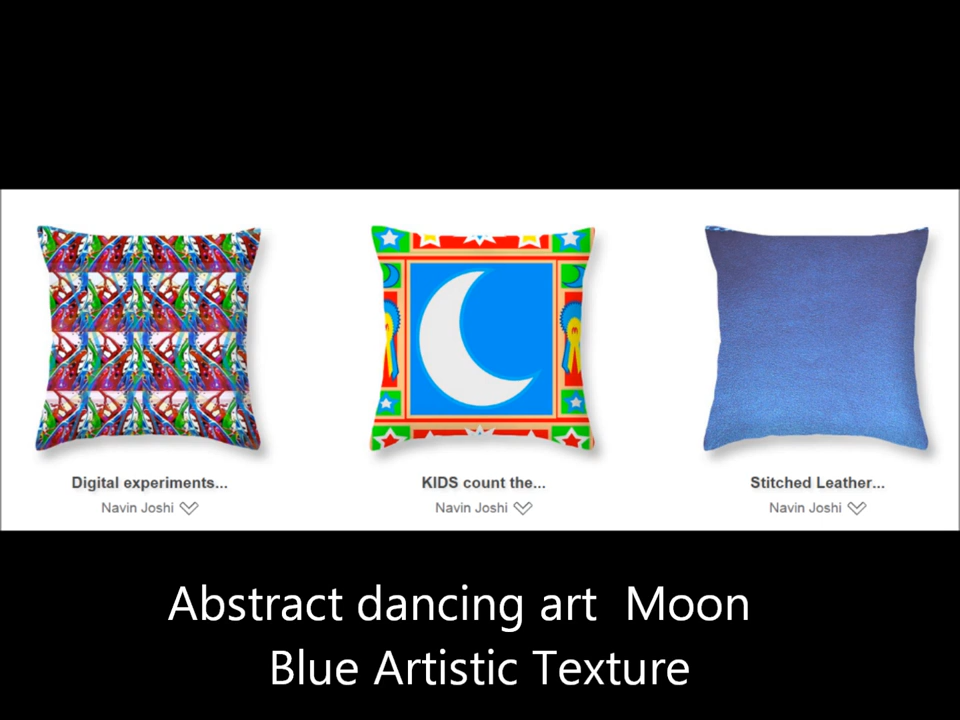 Digital experiments... KIDS count the... Stitched Leather...
Navin Joshi Navin Joshi Navin Joshi
Abstract dancing art  Moon
Blue Artistic Texture